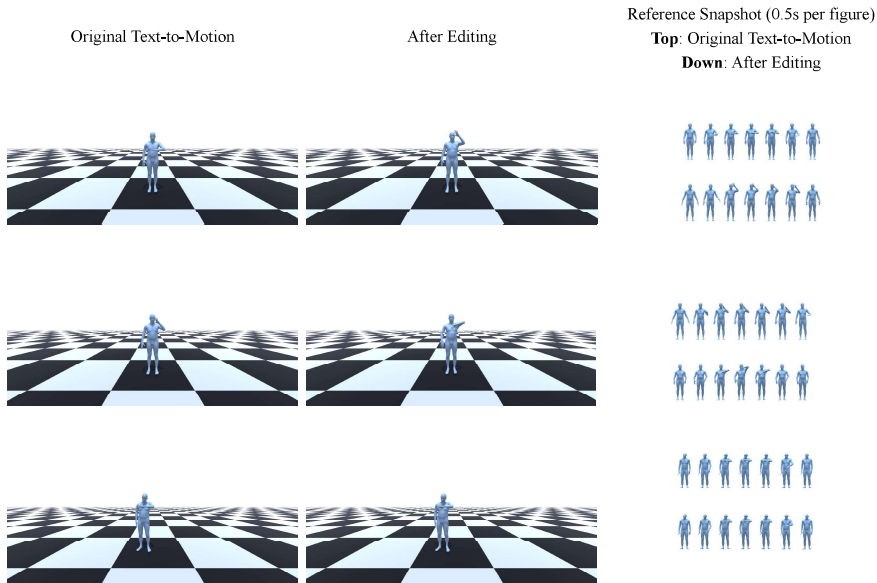 Original Text-to-Motion
After Editing
Reference Snapshot (0.5s per figure)
Top: Original Text-to-Motion
Down: After Editing